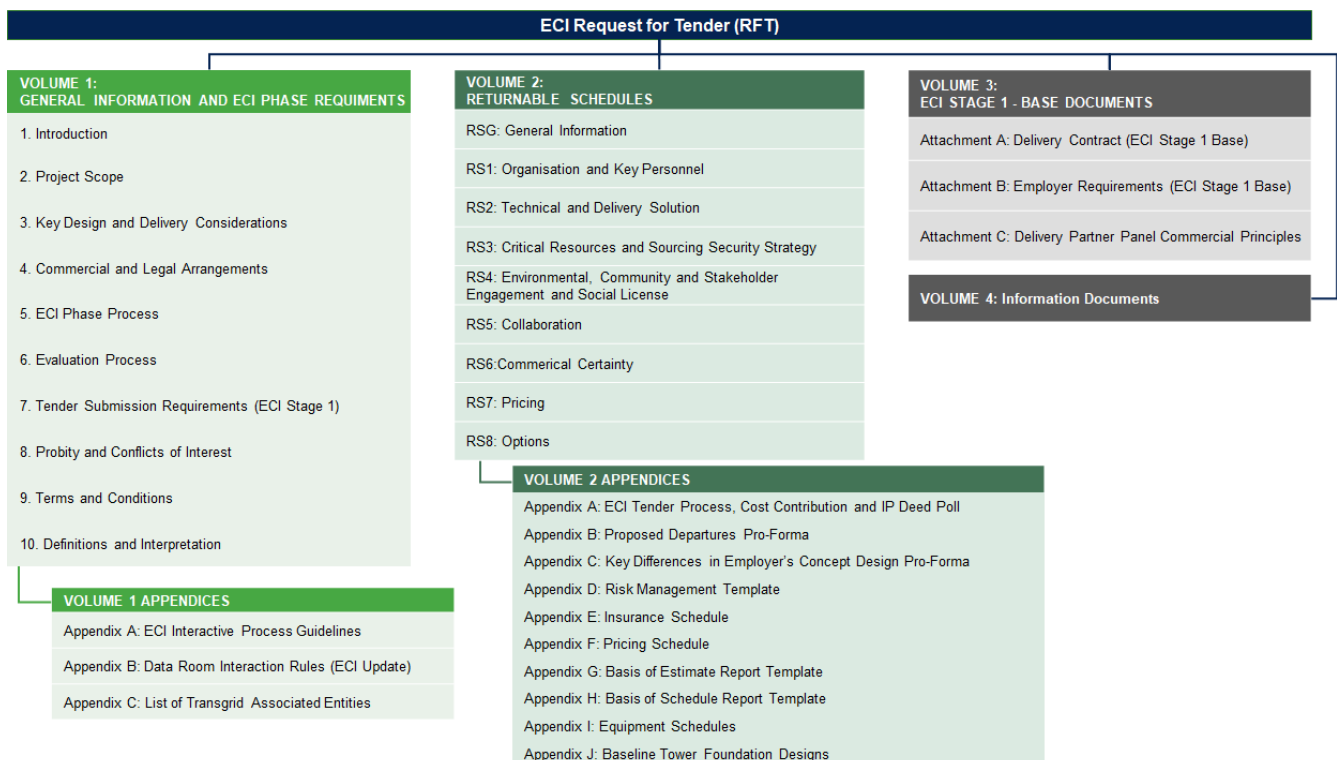 ECI Request for Tender (RFT)
VOLUME 1:
GENERAL INFORMATION AND ECI PHASE REQUIMENTS
1. Introduction
2. Project Scope
3. Key Design and Delivery Considerations
4. Commercial and Legal Arrangements
5. ECI Phase Process
6. Evaluation Process
7. Tender Submission Requirements (ECI Stage 1)
8. Probity and Conflicts of Interest
9. Terms and Conditions
10. Definitions and Interpretation
VOLUME 1 APPENDICES
Appendix A: ECI Interactive Process Guidelines
Appendix B: Data Room Interaction Rules (ECI Update)
Appendix C: List of Transgrid Associated Entities
VOLUME 2:
RETURNABLE SCHEDULES
RSG: General Information
RS1: Organisation and Key Personnel
RS2: Technical and Delivery Solution
RS3: Critical Resources and Sourcing Security Strategy
RS4: Environmental, Community and Stakeholder
Engagement and Social License
RS5: Collaboration
RS6:Commerical Certainty
RS7: Pricing
RS8: Options
VOLUME 2 APPENDICES
Appendix A: ECI Tender Process, Cost Contribution and IP Deed Poll
Appendix B: Proposed Departures Pro-Forma
Appendix C: Key Differences in Employer's Concept Design Pro-Forma
Appendix D: Risk Management Template
Appendix E: Insurance Schedule
Appendix F: Pricing Schedule
Appendix G: Basis of Estimate Report Template
Appendix H: Basis of Schedule Report Template
Appendix I: Equipment Schedules
Appendix J: Baseline Tower Foundation Designs
VOLUME 3:
ECI STAGE 1 - BASE DOCUMENTS
Attachment A: Delivery Contract (ECI Stage 1 Base)
Attachment B: Employer Requirements (ECI Stage 1 Base)
Attachment C: Delivery Partner Panel Commercial Principles
VOLUME 4: Information Documents